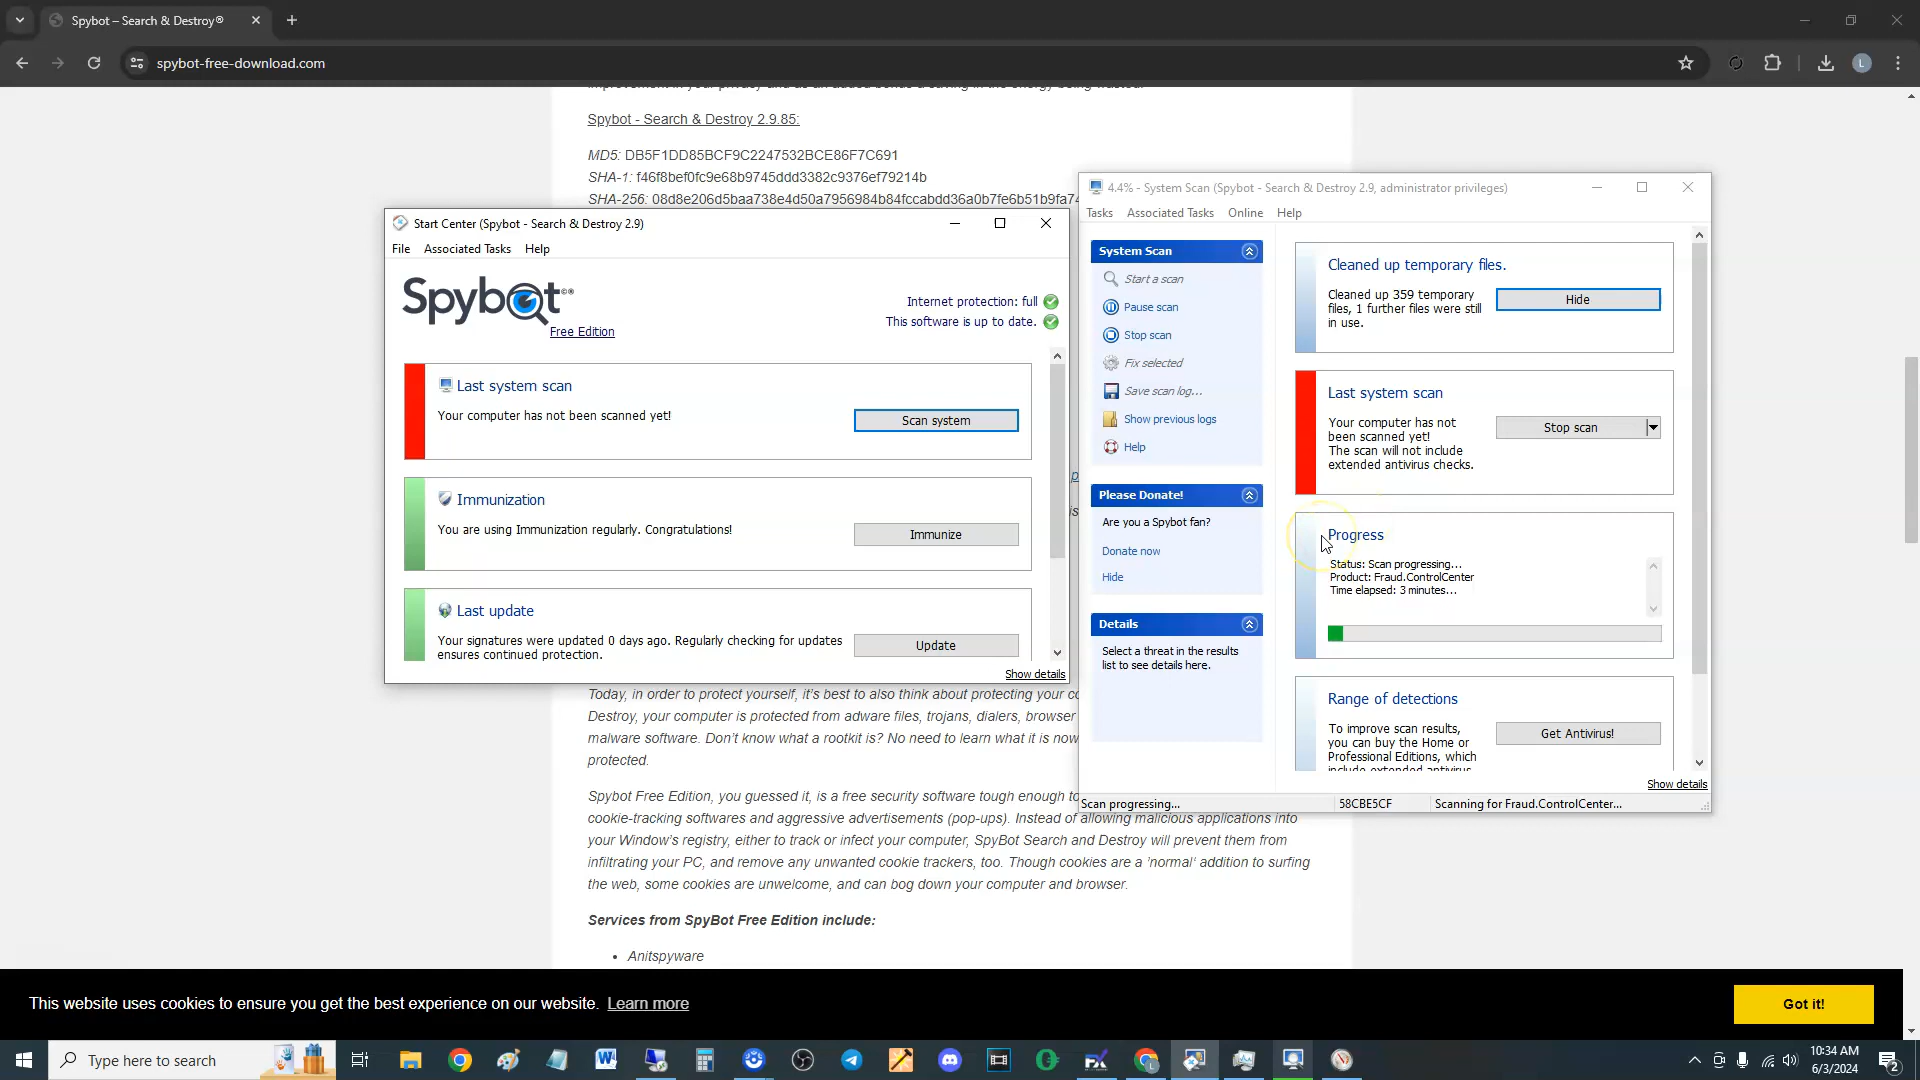 Spybot – Search & Destroy®
spybot-free-download.com
L
Spybot - Search & Destroy 2.9.85:
MD5: DB5F1DD85BCF9C2247532BCE86F7C691
SHA-1: f46f8bef0fc9e68b9745ddd3382c9376ef79214b
SHA-256: 08d8e206d5baa738e4d50a7956984b84fccabdd36a0b7fe6b51b9fa74
Start Center (Spybot - Search & Destroy 2.9)
File Associated Tasks Help
Spybot
Free Edition
Internet protection: full
This software is up to date.
Last system scan
Your computer has not been scanned yet!
Scan system
Immunization
You are using Immunization regularly. Congratulations!
Immunize
Last update
Your signatures were updated 0 days ago. Regularly checking for updates
ensures continued protection.
Update
Show details
4.4% - System Scan (Spybot - Search & Destroy 2.9, administrator privileges)
Tasks Associated Tasks Online Help
System Scan
Start a scan
Pause scan
Stop scan
Fix selected
Save scan log...
Show previous logs
Help
Please Donate!
Are you a Spybot fan?
Donate now
Hide
Details
Select a threat in the results
list to see details here.
Cleaned up temporary files.
Cleaned up 359 temporary
files, 1 further files were still
in use.
Hide
Last system scan
Your computer has not
been scanned yet!
The scan will not include
extended antivirus checks.
Stop scan
Progress
Status: Scan progressing...
Product: Fraud.ControlCenter
Time elapsed: 3 minutes...
Range of detections
To improve scan results,
you can buy the Home or
Professional Editions, which
include extended antivirus
Get Antivirus!
Show details
Scan progressing... 58CBE5CF Scanning for Fraud.ControlCenter...
Today, in order to protect yourself, it's best to also think about protecting your co
Destroy, your computer is protected from adware files, trojans, dialers, browser
malware software. Don't know what a rootkit is? No need to learn what it is now
protected.
Spybot Free Edition, you guessed it, is a free security software tough enough to
cookie-tracking softwares and aggressive advertisements (pop-ups). Instead of allowing malicious applications into
your Window's registry, either to track or infect your computer, SpyBot Search and Destroy will prevent them from
infiltrating your PC, and remove any unwanted cookie trackers, too. Though cookies are a 'normal' addition to surfing
the web, some cookies are unwelcome, and can bog down your computer and browser.
Services from SpyBot Free Edition include:
• Anitspyware
This website uses cookies to ensure you get the best experience on our website. Learn more
Got it!
Type here to search
10:34 AM
6/3/2024
2